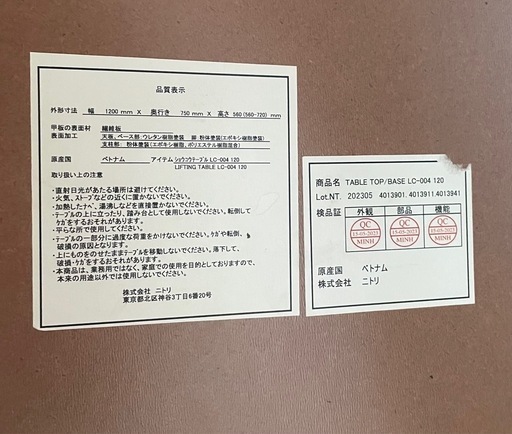 品質表示
外形寸法 幅 1200 mm X 奥行き 750 mm X 高さ 560 (560-720) mm
甲板の表面材 繊維板
表面加工 天板、ベース部:ウレタン樹脂塗装 脚:粉体塗装(エポキシ樹脂塗装)
支柱部: 粉体塗装(エポキシ樹脂、ポリエステル樹脂混合)
原産国 ベトナム アイテム ショウコウテーブル LC-004 120
LIFTING TABLE LC-004 120
取り扱い上の注意
・直射日光があたる場所は避けてください。
・火気、ストーブなどの近くに置かないでください。
・加熱したナベ、湯沸しなどを直接置かないでください。
・テーブルの上に立ったり、踏み台として使用しないでください。転倒して
ケガをするおそれがあります。
・平らな所で使用してください。
・テーブルの一部分に過度な荷重をかけないでください。ケガや転倒、
破損の原因となります。
・上にものをのせたままテーブルを移動しないでください。落下して、
破損・ケガをするおそれがあります。
・本商品は、業務用ではなく、家庭での使用を目的としておりますので、
本来の用途以外では使用しないでください。
株式会社 ニトリ
東京都北区神谷3丁目6番20号
商品名 TABLE TOP/BASE LC-004 120
Lot.NT. 202305 4013901. 4013911. 4013941
検品証 外観 部品 機能
QC QC QC
15-05-2023 15-05-2023 15-05-2023
MINH MINH MINH
原産国 ベトナム
株式会社 ニトリ